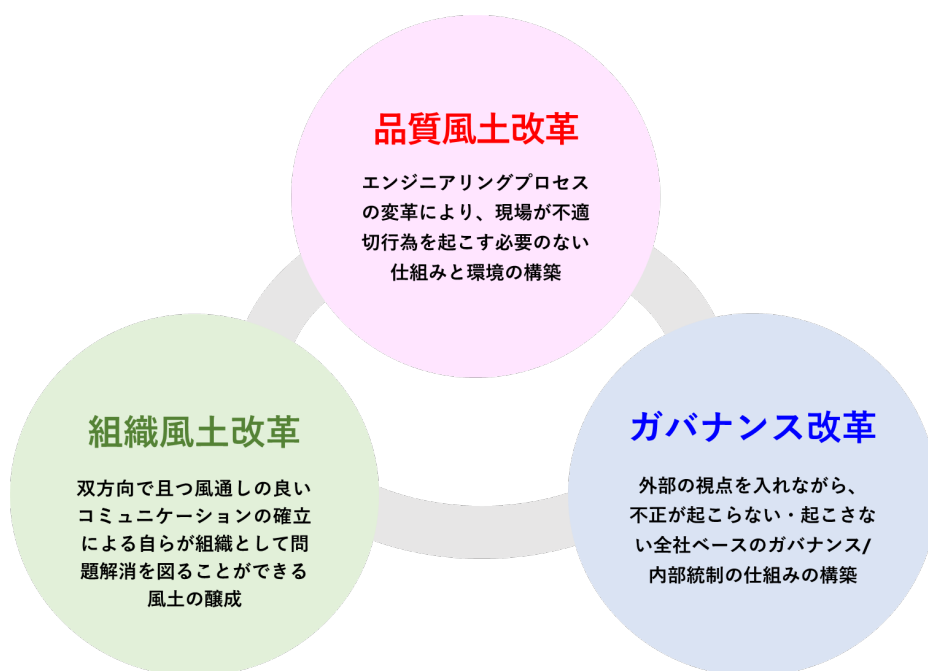 品質風土改革
エンジニアリングプロセス
の変革により、現場が不適
切行為を起こす必要のない
仕組みと環境の構築
組織風土改革
双方向で且つ風通しの良い
コミュニケーションの確立
による自らが組織として問
題解消を図ることができる
風土の醸成
ガバナンス改革
外部の視点を入れながら、
不正が起こらない・起こさな
い全社ベースのガバナンス/
内部統制の仕組みの構築